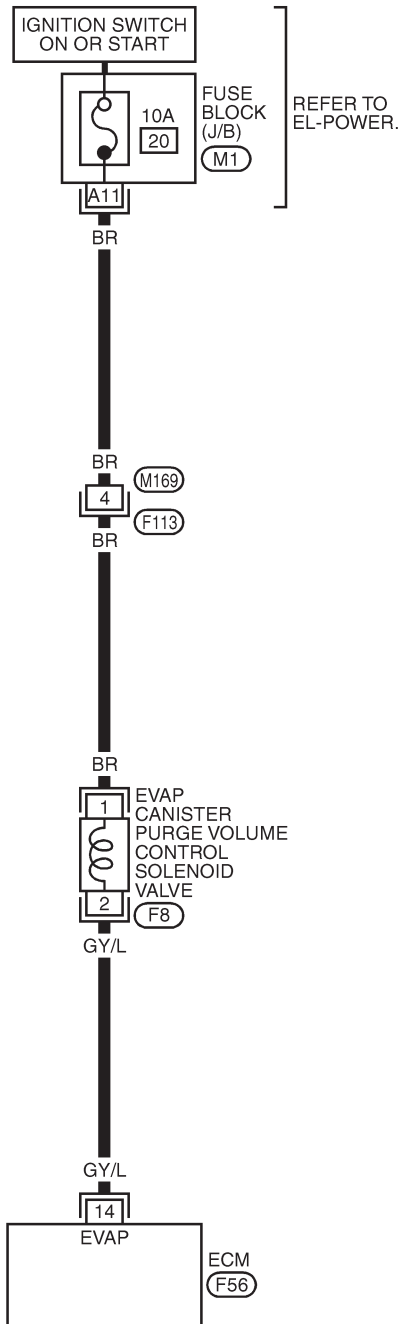 IGNITION SWITCH
ON OR START
10A
20
FUSE
BLOCK
(J/B)
M1
REFER TO
EL-POWER.
A11
BR
BR
M169
4
F113
BR
BR
1
EVAP
CANISTER
PURGE VOLUME
CONTROL
SOLENOID
VALVE
2
F8
GY/L
GY/L
14
EVAP
ECM
F56